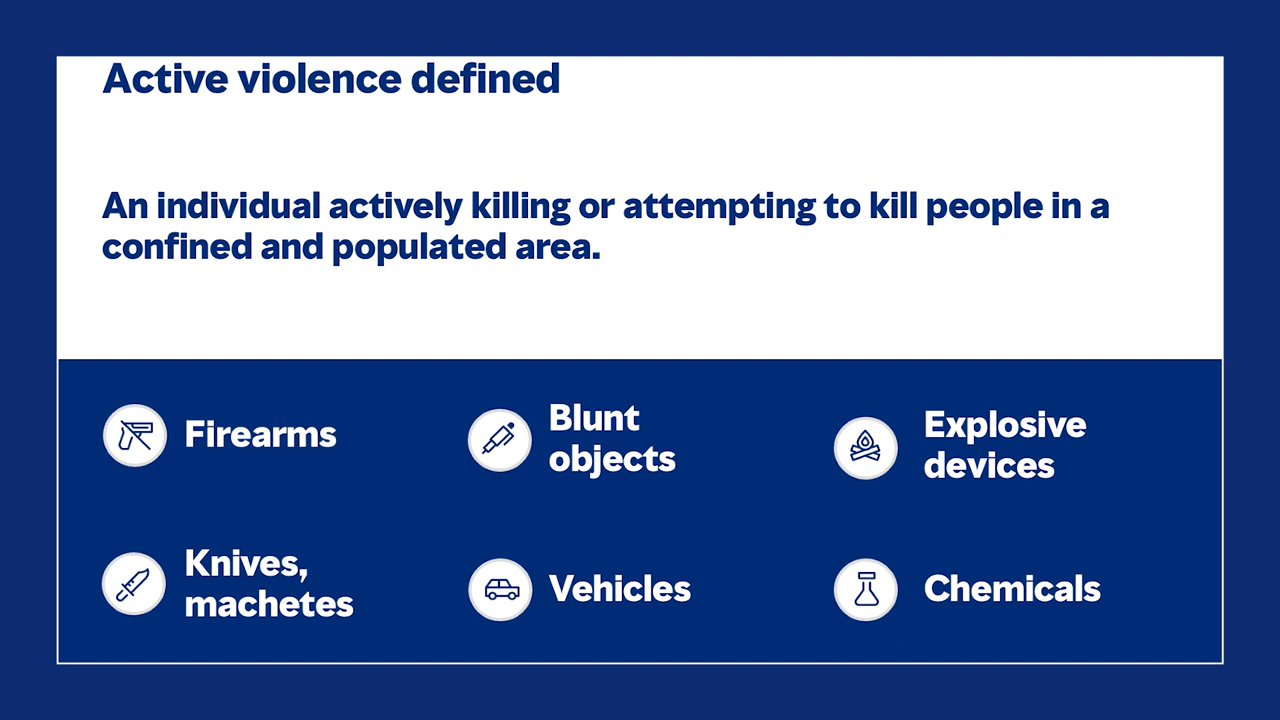 Active violence defined
An individual actively killing or attempting to kill people in a
confined and populated area.
Firearms
Blunt
objects
Explosive
devices
Knives,
machetes
Vehicles
Chemicals